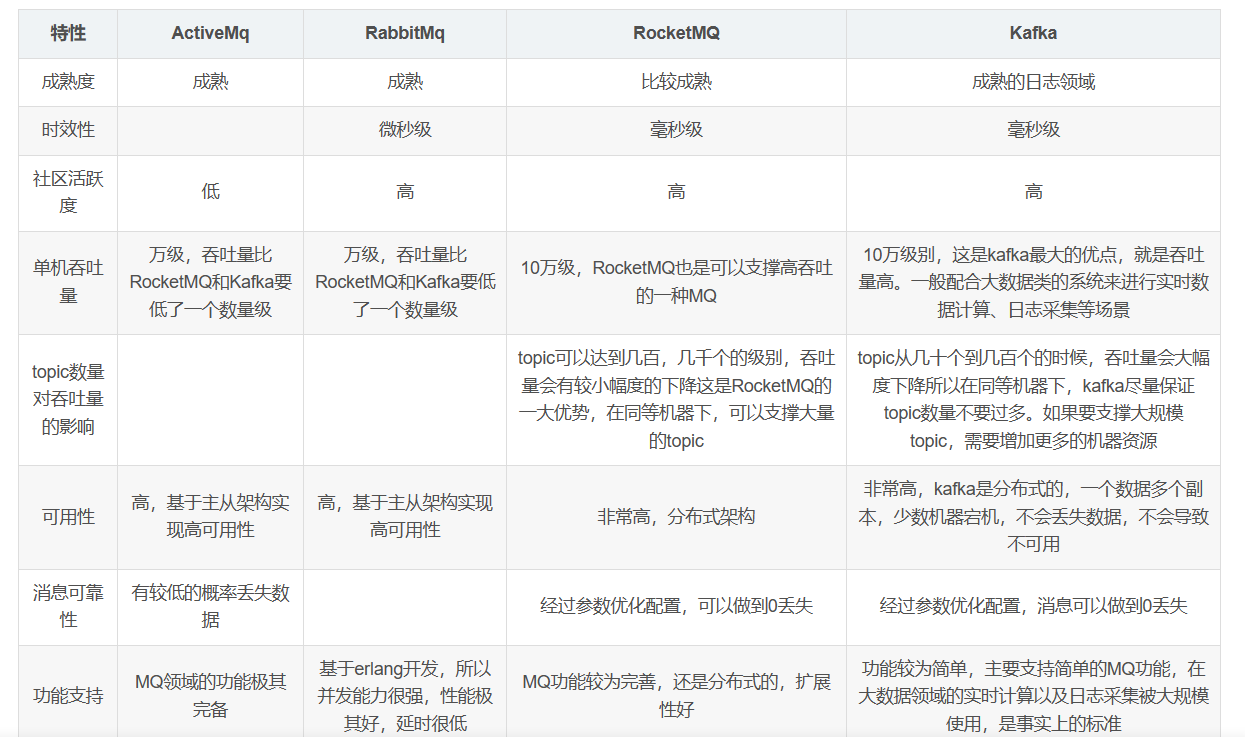 特性 ActiveMq RabbitMq RocketMQ Kafka
成熟度 成熟 成熟 比较成熟 成熟的日志领域
时效性 微秒级 毫秒级 毫秒级
社区活跃
度
低 高 高 高
单机吞吐
量
万级，吞吐量比
RocketMQ和Kafka要
低了一个数量级
万级，吞吐量比
RocketMQ和Kafka要低
了一个数量级
10万级，RocketMQ也是可以支撑高吞吐
的一种MQ
10万级别，这是kafka最大的优点，就是吞吐
量高。一般配合大数据类的系统来进行实时数
据计算、日志采集等场景
topic数量
对吞吐量
的影响
topic可以达到几百，几千个的级别，吞吐
量会有较小幅度的下降这是RocketMQ的
一大优势，在同等机器下，可以支撑大量
的topic
topic从几十个到几百个的时候，吞吐量会大幅
度下降所以在同等机器下，kafka尽量保证
topic数量不要过多。如果要支撑大规模
topic，需要增加更多的机器资源
可用性
高，基于主从架构实
现高可用性
高，基于主从架构实现
高可用性
非常高，分布式架构
非常高，kafka是分布式的，一个数据多个副
本，少数机器宕机，不会丢失数据，不会导致
不可用
消息可靠
性
有较低的概率丢失数
据
经过参数优化配置，可以做到0丢失
经过参数优化配置，消息可以做到0丢失
功能支持
MQ领域的功能极其
完备
基于erlang开发，所以
并发能力很强，性能极
其好，延时很低
MQ功能较为完善，还是分布式的，扩展
性好
功能较为简单，主要支持简单的MQ功能，在
大数据领域的实时计算以及日志采集被大规模
使用，是事实上的标准